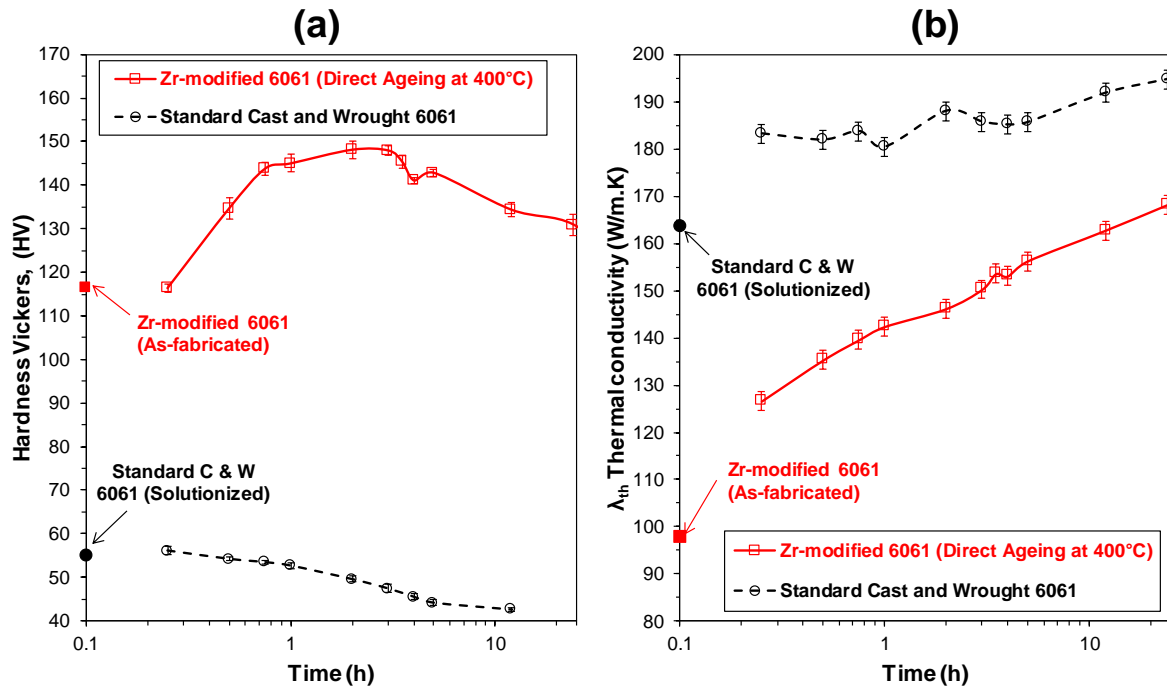 (a)
170
160
150
140
130
120
110
100
90
80
70
60
50
40
Hardness Vickers, (HV)
Zr-modified 6061 (Direct Ageing at 400°C)
Standard Cast and Wrought 6061
Zr-modified 6061
(As-fabricated)
Standard C & W
6061 (Solutionized)
0.1
1
10
Time (h)
(b)
200
190
180
170
160
150
140
130
120
110
100
90
80
λth Thermal conductivity (W/m.K)
Standard C & W
6061 (Solutionized)
Zr-modified 6061
(As-fabricated)
Zr-modified 6061 (Direct Ageing at 400°C)
Standard Cast and Wrought 6061
0.1
1
10
Time (h)